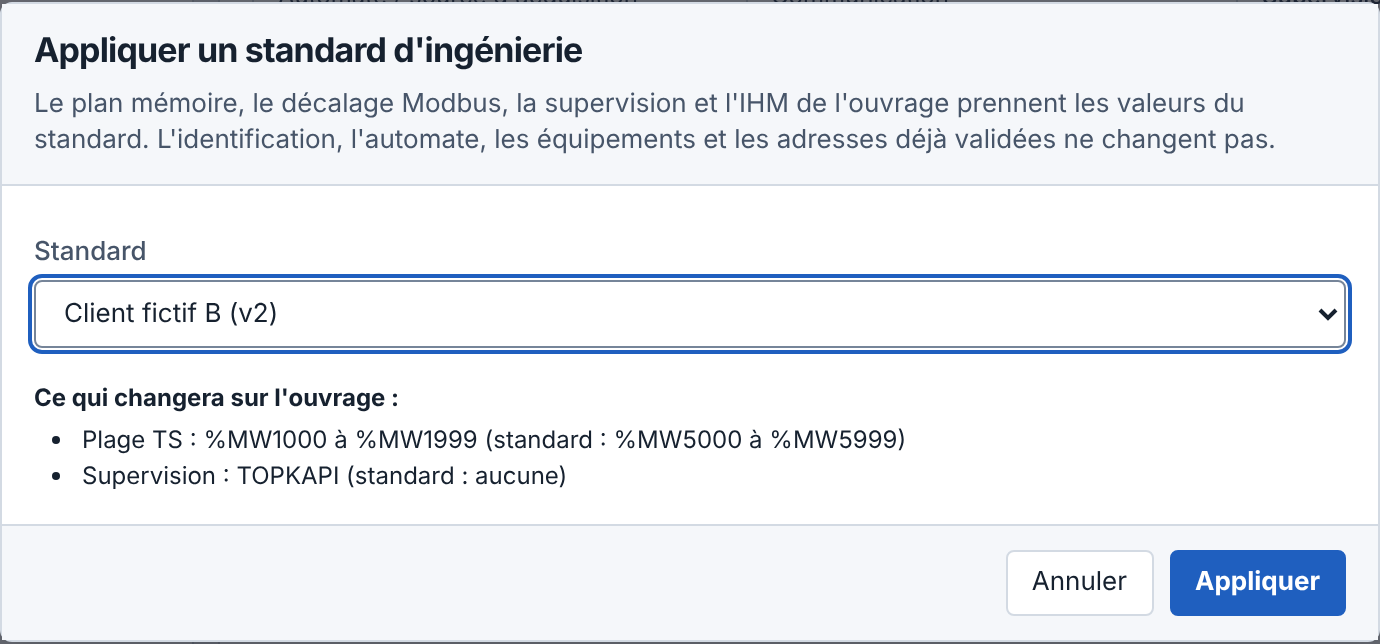 Appliquer un standard d'ingénierie
Le plan mémoire, le décalage Modbus, la supervision et l'IHM de l'ouvrage prennent les valeurs du
standard. L'identification, l'automate, les équipements et les adresses déjà validées ne changent pas.
Standard
Client fictif B (v2)
Ce qui changera sur l'ouvrage :
• Plage TS : %MW1000 à %MW1999 (standard : %MW5000 à %MW5999)
• Supervision : TOPKAPI (standard : aucune)
Annuler
Appliquer